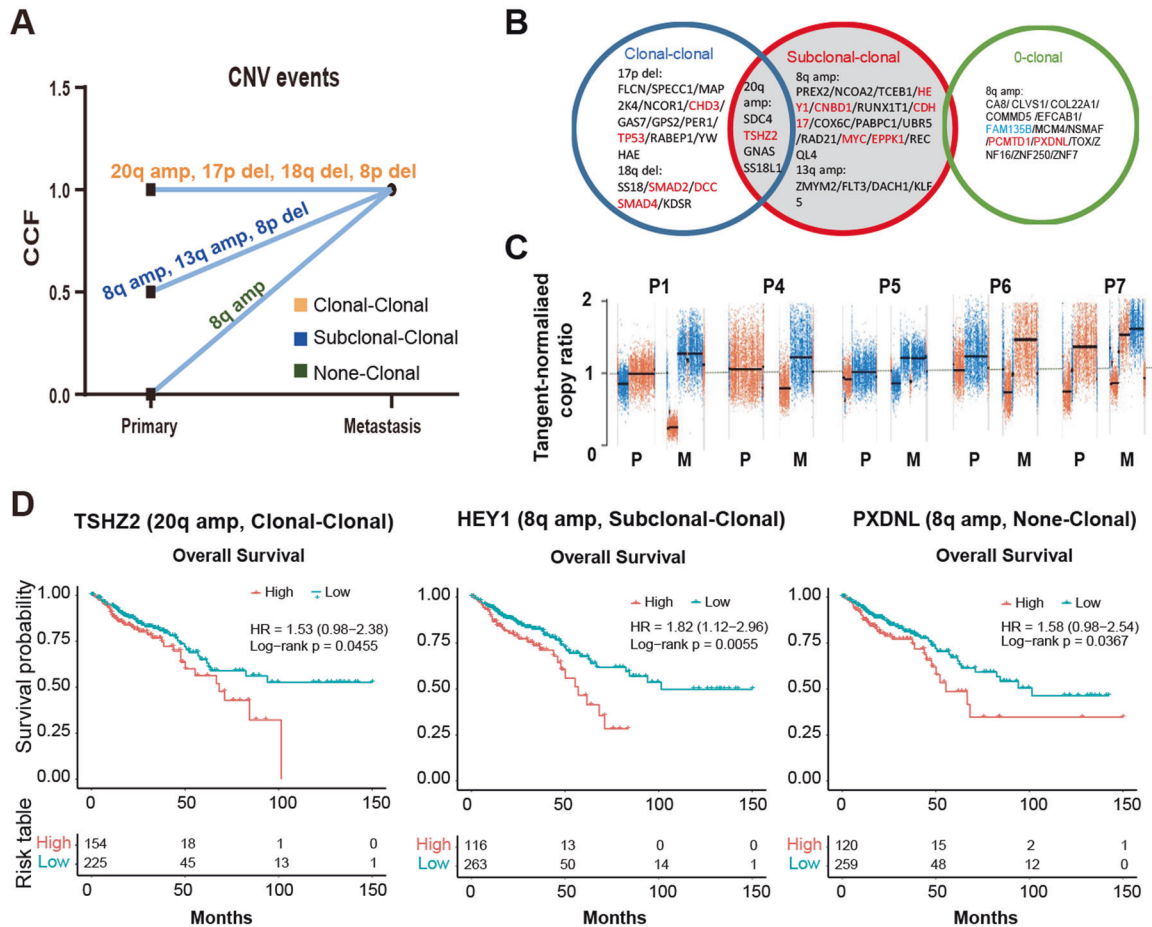 A
CNV events
CCF
1.5
1.0
0.5
0.0
20q amp, 17p del, 18q del, 8p del
8q amp, 13q amp, 8p del
8q amp
Clonal-Clonal
Subclonal-Clonal
None-Clonal
Primary
Metastasis
B
Clonal-clonal
17p del:
FLCN/SPECC1/MAP
2K4/NCOR1/CHD3/
GAS7/GPS2/PER1/
TP53/RABEP1/YW
HAE
18q del:
SS18/SMAD2/DCC
SMAD4/KDSR
20q
amp:
SDC4
TSHZ2
GNAS
SS18L1
Subclonal-clonal
8q amp:
PREX2/NCOA2/TCEB1/HE
Y1/CNBD1/RUNX1T1/CDH
17/COX6C/PABPC1/UBR5
/RAD21/MYC/EPPK1/REC
QL4
13q amp:
ZMYM2/FLT3/DACH1/KLF
5
0-clonal
8q amp:
CA8/ CLVS1/ COL22A1/
COMMD5 /EFCAB1/
FAM135B/MCM4/NSMAF
/PCMTD1/PXDNL/TOX/Z
NF16/ZNF250/ZNF7
C
Tangent-normaliaed
copy ratio
2
1
0
P1 P4 P5 P6 P7
P M P M P M P M P M
D
TSHZ2 (20q amp, Clonal-Clonal)
Overall Survival
Survival probability
1.00
0.75
0.50
0.25
0.00
High Low
HR = 1.53 (0.98−2.38)
Log−rank p = 0.0455
0 50 100 150
Risk table
High 154 18 1 0
Low 225 45 13 1
0 50 100 150
Months
HEY1 (8q amp, Subclonal-Clonal)
Overall Survival
1.00
0.75
0.50
0.25
0.00
High Low
HR = 1.82 (1.12−2.96)
Log−rank p = 0.0055
0 50 100 150
High 116 13 0 0
Low 263 50 14 1
0 50 100 150
Months
PXDNL (8q amp, None-Clonal)
Overall Survival
1.00
0.75
0.50
0.25
0.00
High Low
HR = 1.58 (0.98−2.54)
Log−rank p = 0.0367
0 50 100 150
High 120 15 2 1
Low 259 48 12 0
0 50 100 150
Months